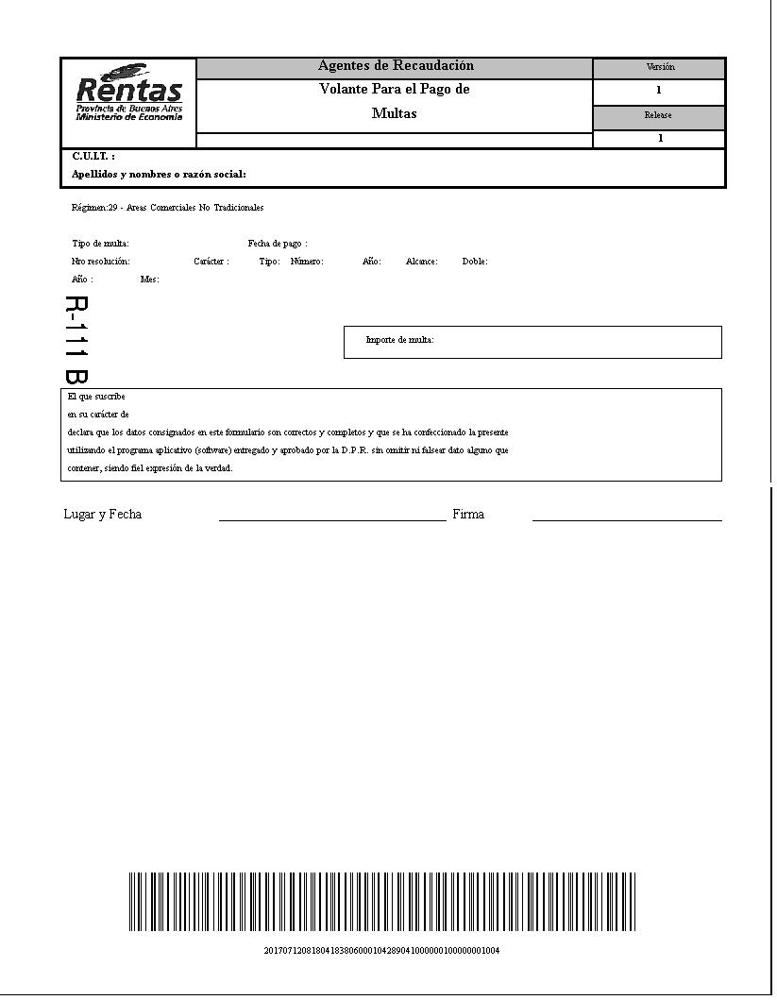 Rentas
Provincia de Buenos Aires
Ministerio de Economía
Agentes de Recaudación
Versión
Volante Para el Pago de
1
Multas
Release
1
C.U.I.T. :
Apellidos y nombres o razón social:
Régimen:29 - Areas Comerciales No Tradicionales
Tipo de multa: Fecha de pago :
Nro resolución: Carácter : Tipo: Número: Año: Alcance: Doble:
Año : Mes:
R-111 B
Importe de multa:
El que suscribe
en su carácter de
declara que los datos consignados en este formulario son correctos y completos y que se ha confeccionado la presente
utilizando el programa aplicativo (software) entregado y aprobado por la D.P.R. sin omitir ni falsear dato alguno que
contener, siendo fiel expresión de la verdad.
Lugar y Fecha Firma
20170712081804183806000104289041000000100000001004